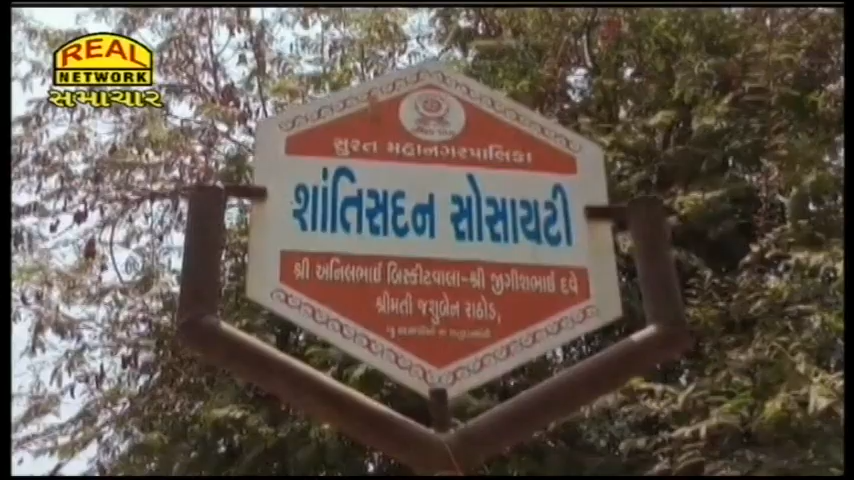 REAL
NETWORK
સમાચાર
સુરત મહાનગરપાલિકા
શાંતિસદન સોસાયટી
શ્રી અનિલભાઈ બિસ્કીટવાલા-શ્રી જીગીશભાઈ દવે
શ્રીમતી જશુબેન રાઠોડ,